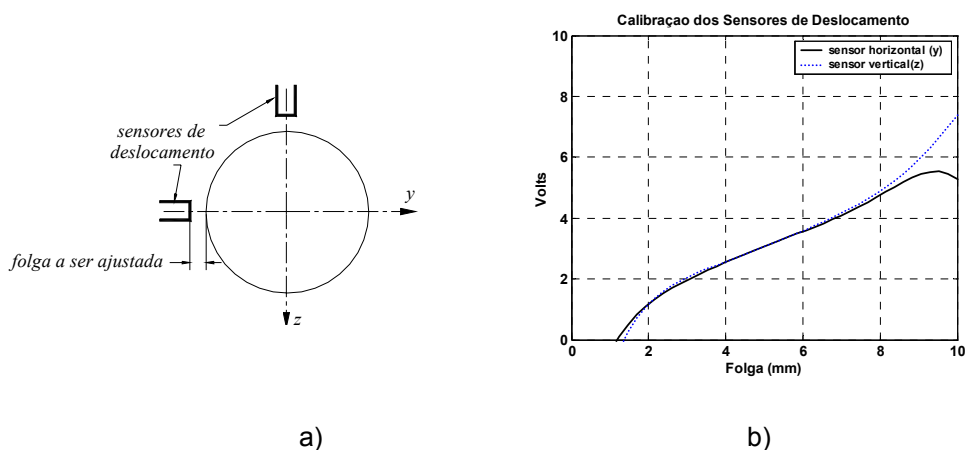 sensores de
deslocamento
y
folga a ser ajustada
z
a)
Calibraçao dos Sensores de Deslocamento
sensor horizontal (y)
sensor vertical(z)
Volts
10
8
6
4
2
0
0 2 4 6 8 10
Folga (mm)
b)